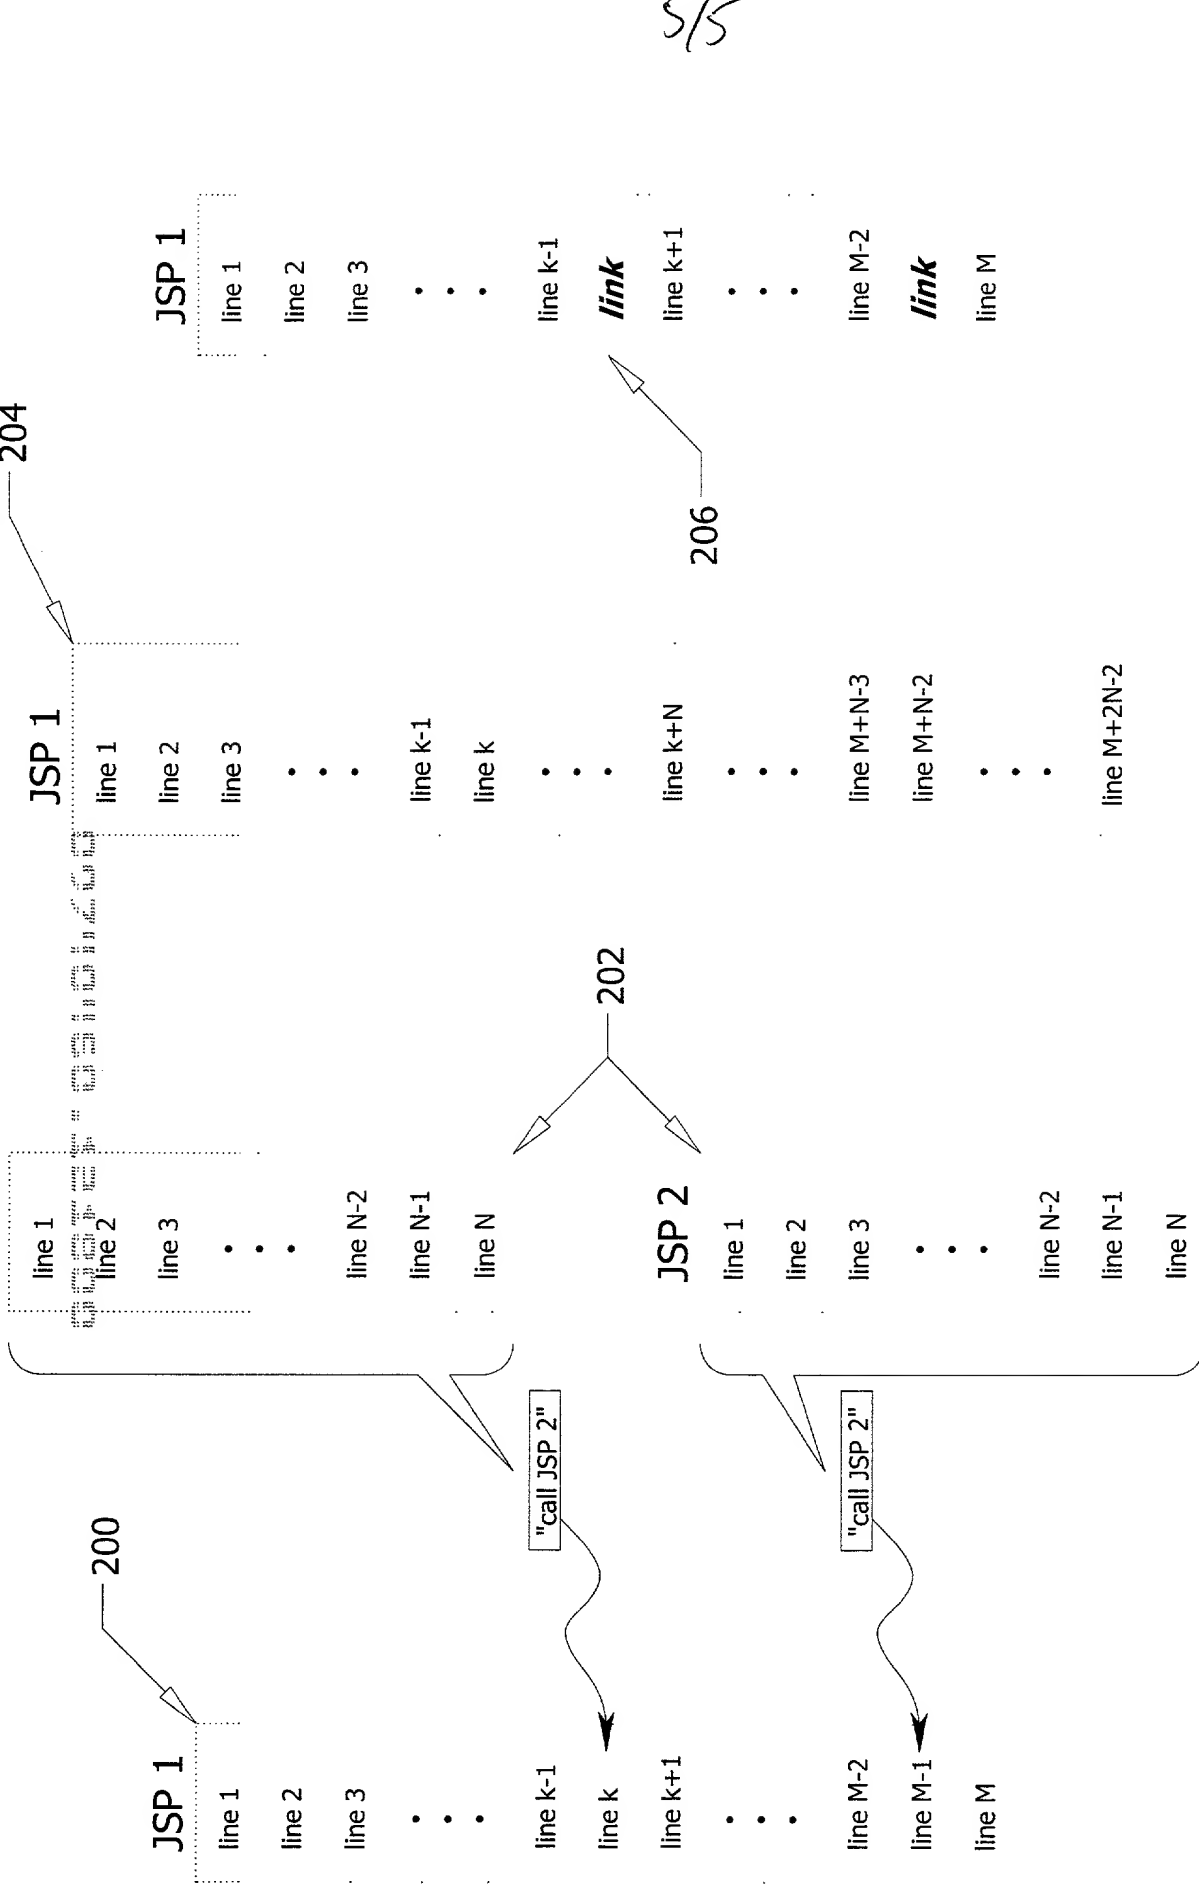 5/5
200
JSP 1
line 1
line 2
line 3
line k-1
line k
line k+1
line M-2
line M-1
line M
"call JSP 2"
"call JSP 2"
202
line 1
line 2
line 3
line N-2
line N-1
line N
JSP 2
line 1
line 2
line 3
line N-2
line N-1
line N
204
JSP 1
line 1
line 2
line 3
line k-1
line k
line k+N
line M+N-3
line M+N-2
line M+2N-2
206
JSP 1
line 1
line 2
line 3
line k-1
link
line k+1
line M-2
link
line M